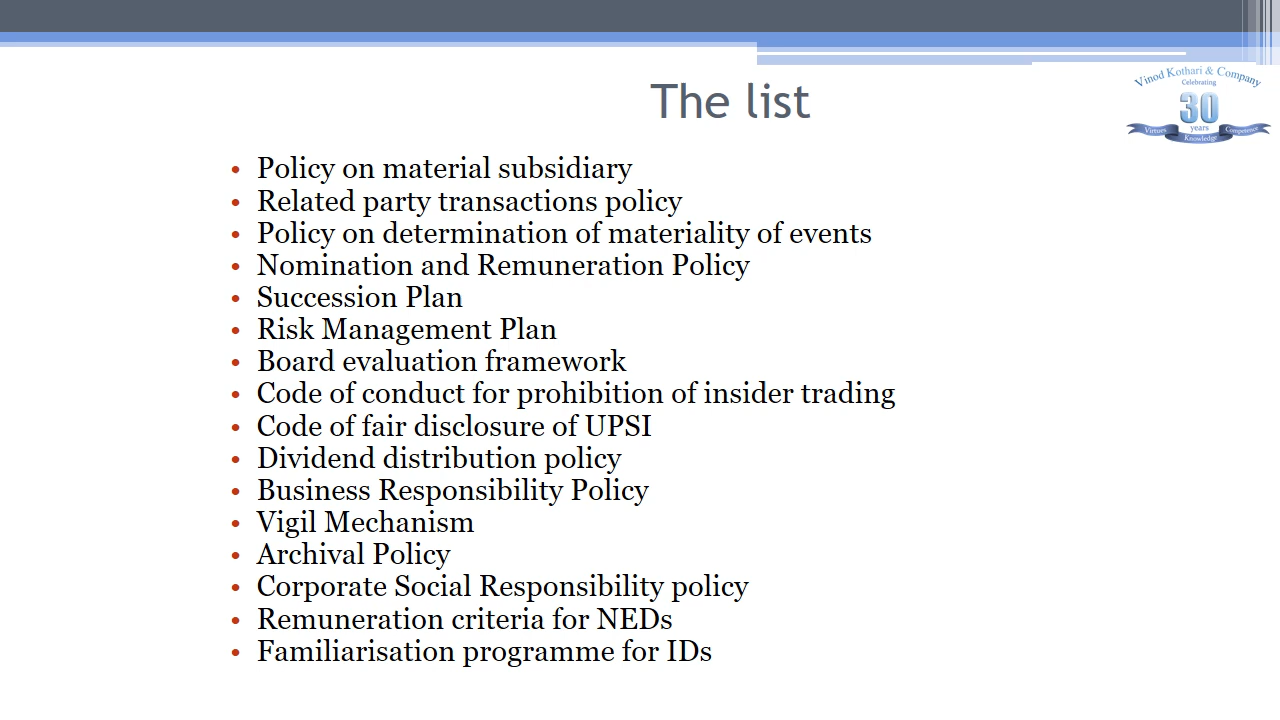 The list
Vinod Kothari & Company
Celebrating
30
years
Virtues
Knowledge
Competence
• Policy on material subsidiary
• Related party transactions policy
• Policy on determination of materiality of events
• Nomination and Remuneration Policy
• Succession Plan
• Risk Management Plan
• Board evaluation framework
• Code of conduct for prohibition of insider trading
• Code of fair disclosure of UPSI
• Dividend distribution policy
• Business Responsibility Policy
• Vigil Mechanism
• Archival Policy
• Corporate Social Responsibility policy
• Remuneration criteria for NEDs
• Familiarisation programme for IDs